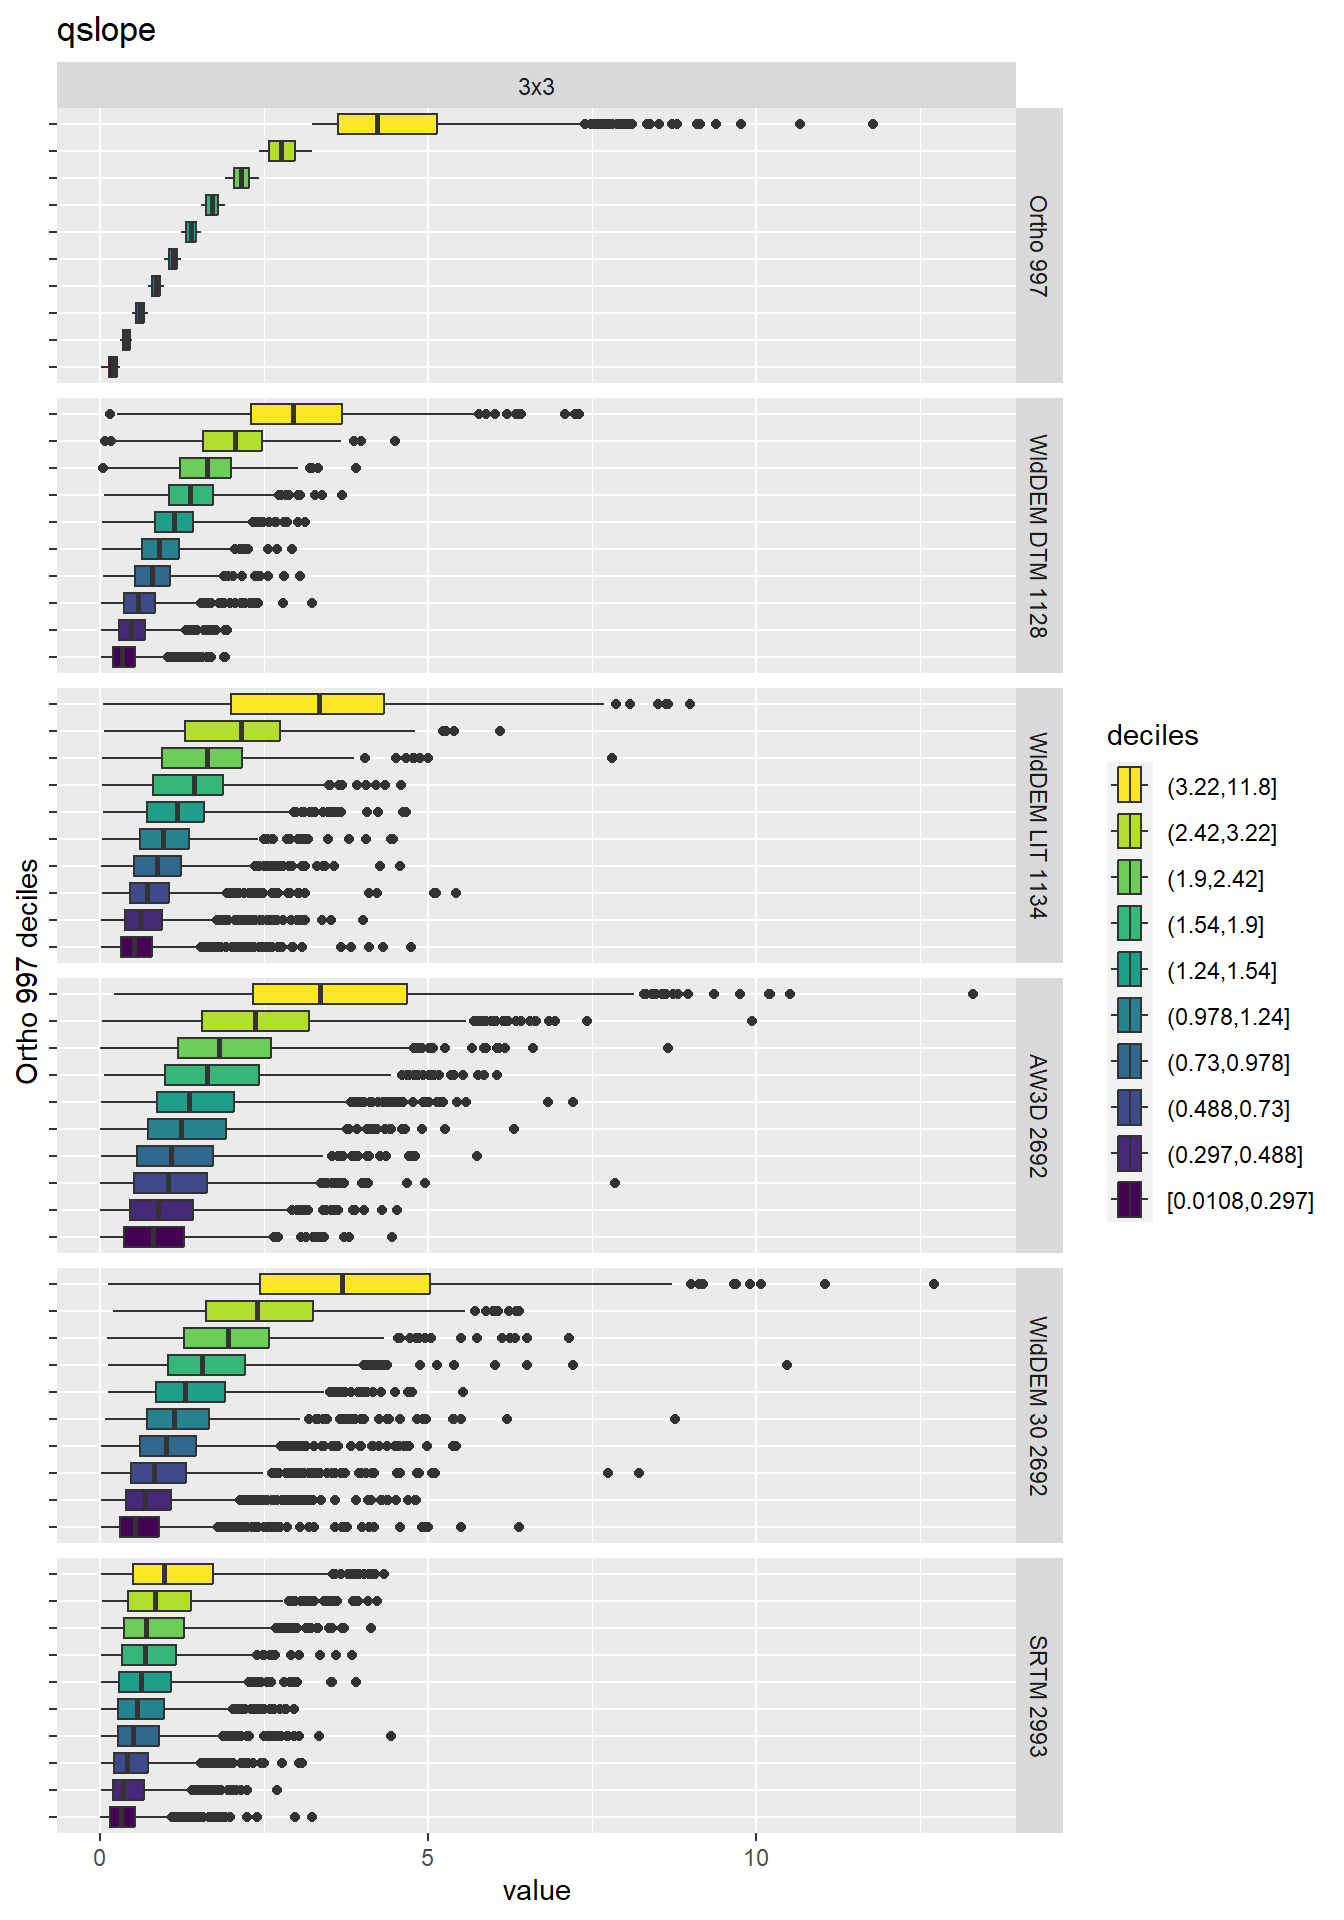 qslope
3x3
Ortho 997
WldDEM DTM 1128
WldDEM LIT 1134
AW3D 2692
WldDEM 30 2692
SRTM 2993
Ortho 997 deciles
0
5
10
value
deciles
(3.22,11.8]
(2.42,3.22]
(1.9,2.42]
(1.54,1.9]
(1.24,1.54]
(0.978,1.24]
(0.73,0.978]
(0.488,0.73]
(0.297,0.488]
[0.0108,0.297]